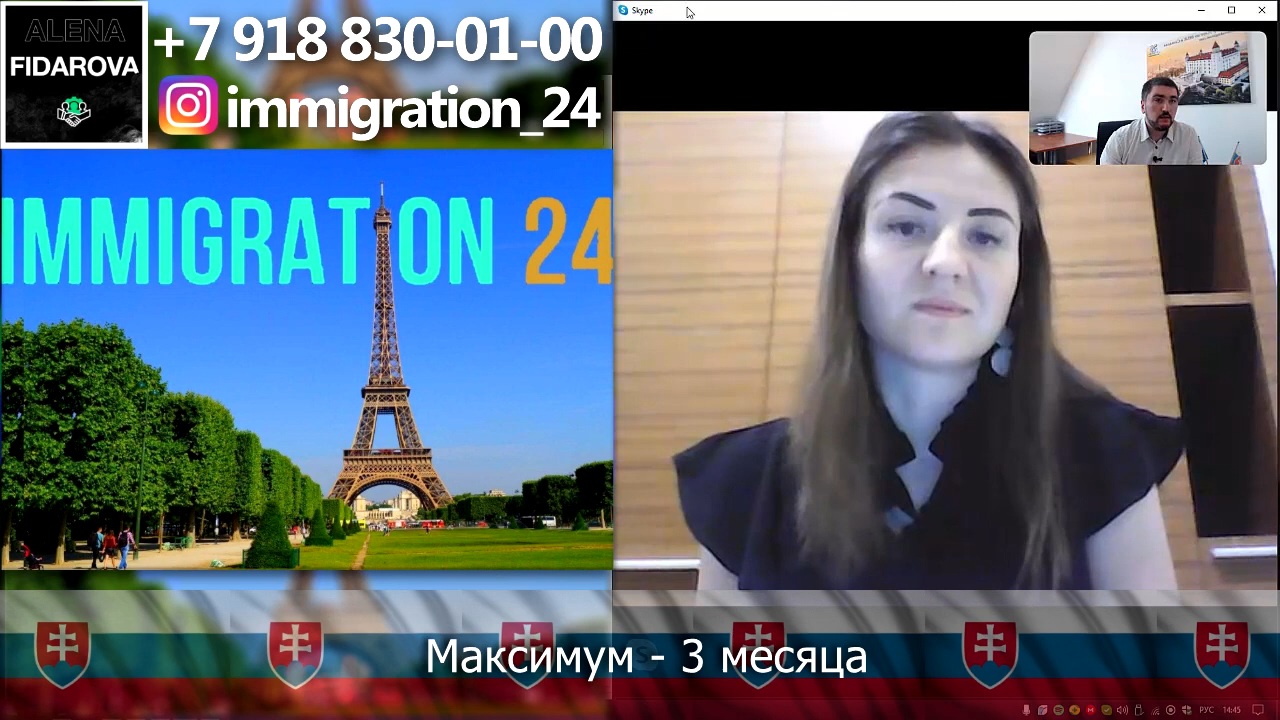 ALENA
FIDAROVA
+7 918 830-01-00
immigration_24
IMMIGRATION 24
Skype
Максимум - 3 месяца
РУС
14:45